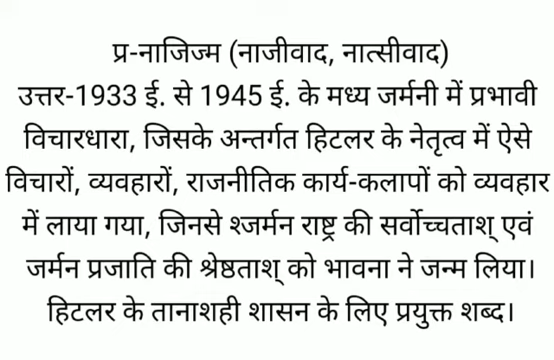 प्र-नाजिज्म (नाजीवाद, नात्सीवाद)
उत्तर-1933 ई. से 1945 ई. के मध्य जर्मनी में प्रभावी
विचारधारा, जिसके अन्तर्गत हिटलर के नेतृत्व में ऐसे
विचारों, व्यवहारों, राजनीतिक कार्य-कलापों को व्यवहार
में लाया गया, जिनसे श्जर्मन राष्ट्र की सर्वोच्चताश् एवं
जर्मन प्रजाति की श्रेष्ठताश् को भावना ने जन्म लिया।
हिटलर के तानाशही शासन के लिए प्रयुक्त शब्द।